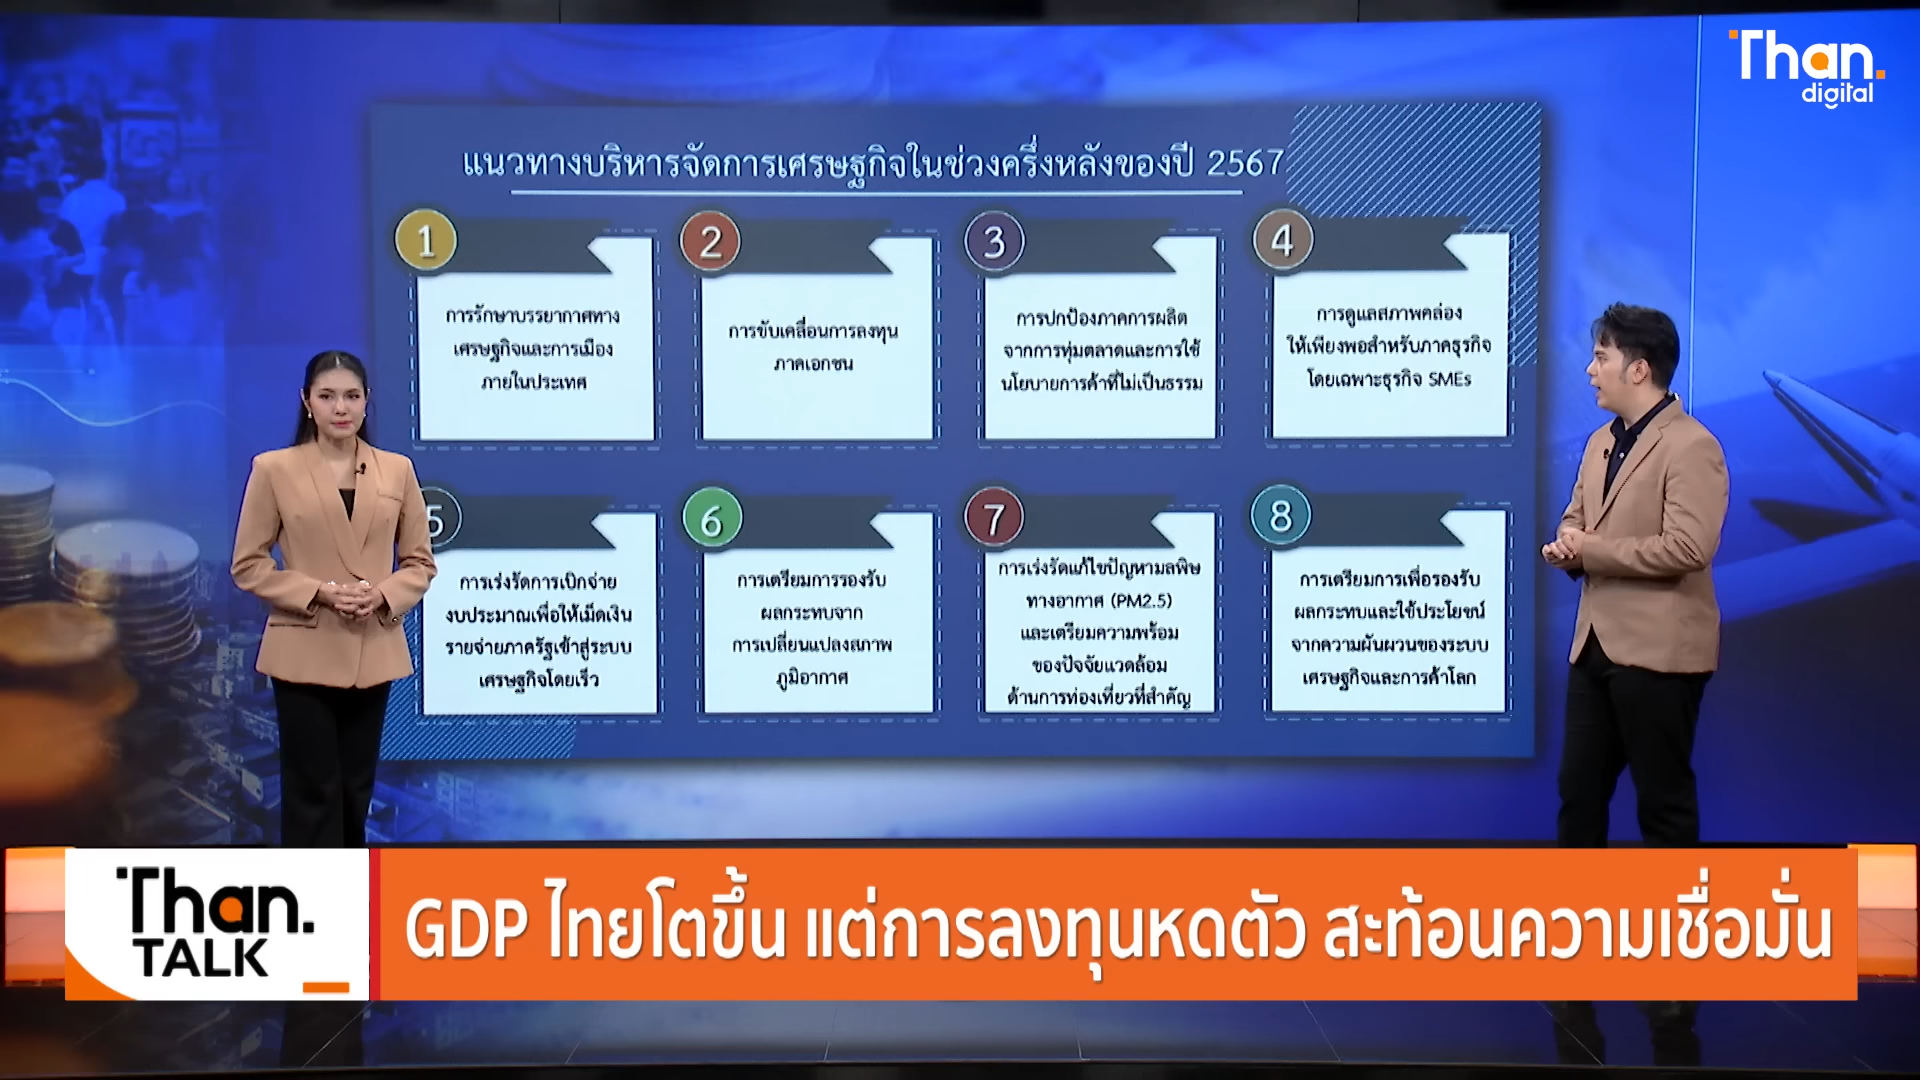 Than.
digital
แนวทางบริหารจัดการเศรษฐกิจในช่วงครึ่งหลังของปี 2567
1
การรักษาบรรยากาศทาง
เศรษฐกิจและการเมือง
ภายในประเทศ
2
การขับเคลื่อนการลงทุน
ภาคเอกชน
3
การปกป้องภาคการผลิต
จากการทุ่มตลาดและการใช้
นโยบายการค้าที่ไม่เป็นธรรม
4
การดูแลสภาพคล่อง
ให้เพียงพอสำหรับภาคธุรกิจ
โดยเฉพาะธุรกิจ SMEs
5
การเร่งรัดการเบิกจ่าย
งบประมาณเพื่อให้เม็ดเงิน
รายจ่ายภาครัฐเข้าสู่ระบบ
เศรษฐกิจโดยเร็ว
6
การเตรียมการรองรับ
ผลกระทบจาก
การเปลี่ยนแปลงสภาพ
ภูมิอากาศ
7
การเร่งรัดแก้ไขปัญหามลพิษ
ทางอากาศ (PM2.5)
และเตรียมความพร้อม
ของปัจจัยแวดล้อม
ด้านการท่องเที่ยวที่สำคัญ
8
การเตรียมการเพื่อรองรับ
ผลกระทบและใช้ประโยชน์
จากความผันผวนของระบบ
เศรษฐกิจและการค้าโลก
Than.
TALK
GDP ไทยโตขึ้น แต่การลงทุนหดตัว สะท้อนความเชื่อมั่น